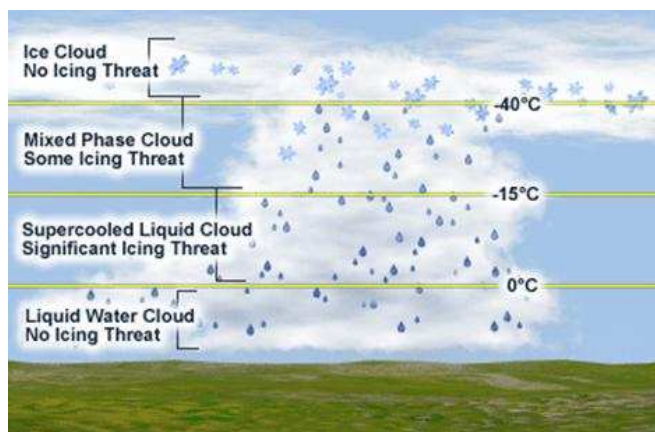 Ice Cloud
No Icing Threat
-40°C
Mixed Phase Cloud
Some Icing Threat
-15°C
Supercooled Liquid Cloud
Significant Icing Threat
0°C
Liquid Water Cloud
No Icing Threat